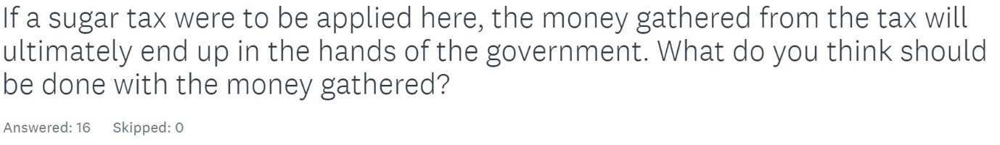 If a sugar tax were to be applied here, the money gathered from the tax will
ultimately end up in the hands of the government. What do you think should
be done with the money gathered?
Answered: 16 Skipped: 0